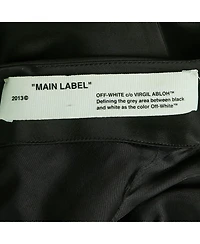 "MAIN LABEL"
2013©
OFF-WHITE c/o VIRGIL ABLOH™
Defining the grey area between black
and white as the color Off-White™